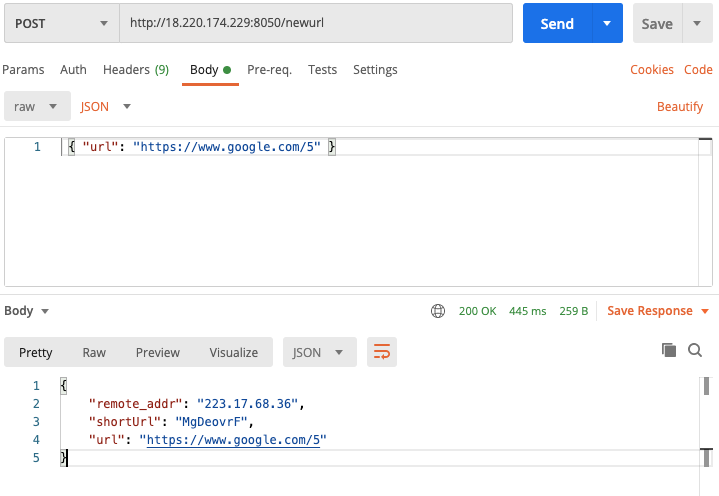 POST http://18.220.174.229:8050/newurl Send Save
Params Auth Headers (9) Body Pre-req. Tests Settings Cookies Code
raw JSON Beautify
1 { "url": "https://www.google.com/5" }
Body 200 OK 445 ms 259 B Save Response
Pretty Raw Preview Visualize JSON
1 {
2 "remote_addr": "223.17.68.36",
3 "shortUrl": "MgDeovrF",
4 "url": "https://www.google.com/5"
5 }